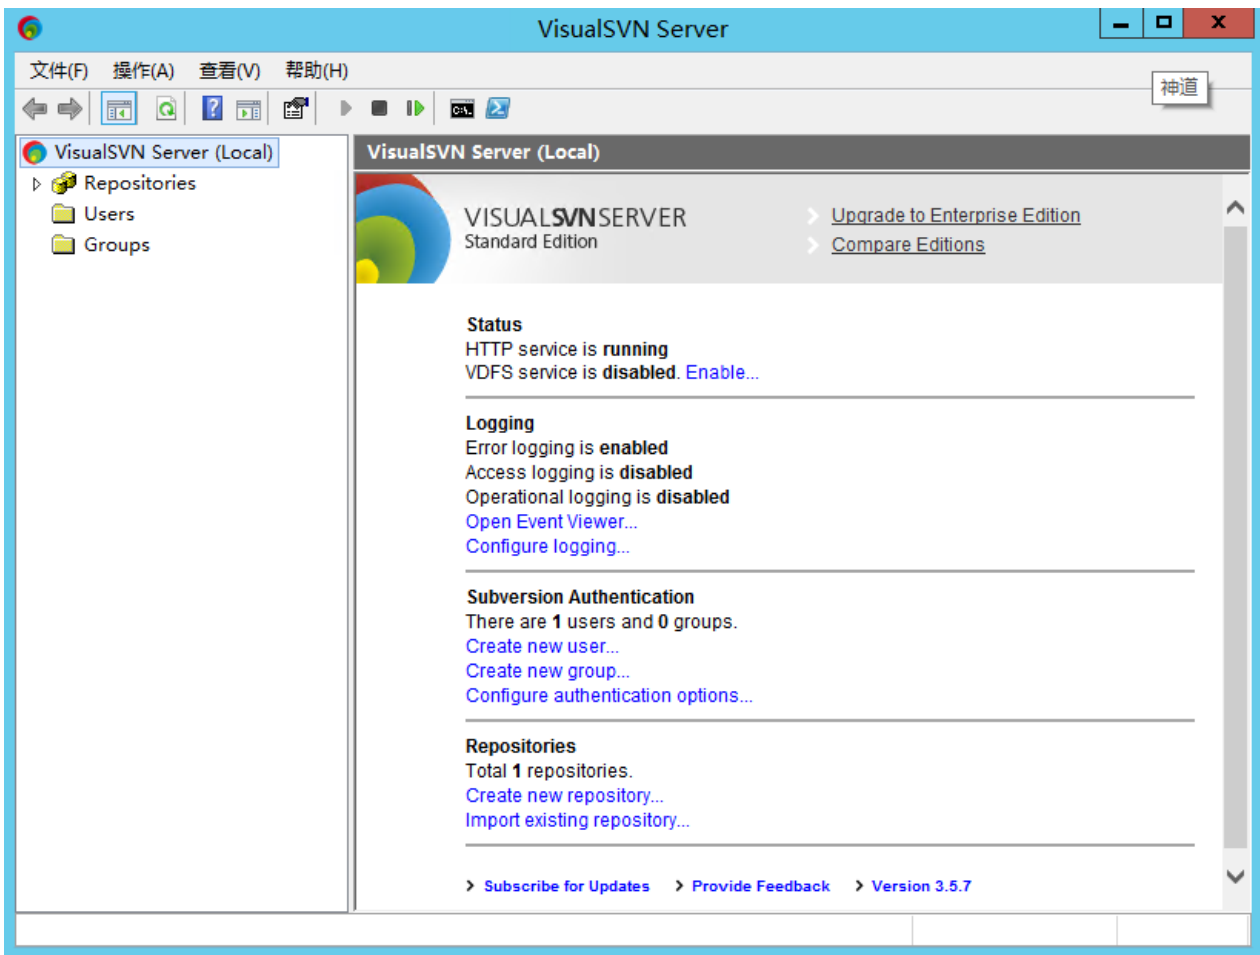 VisualSVN Server
文件(F) 操作(A) 查看(V) 帮助(H)
神道
C:\.
VisualSVN Server (Local)
Repositories
Users
Groups
VisualSVN Server (Local)
VISUALSVNSERVER
Standard Edition
Upgrade to Enterprise Edition
Compare Editions
Status
HTTP service is running
VDFS service is disabled. Enable...
Logging
Error logging is enabled
Access logging is disabled
Operational logging is disabled
Open Event Viewer...
Configure logging...
Subversion Authentication
There are 1 users and 0 groups.
Create new user...
Create new group...
Configure authentication options...
Repositories
Total 1 repositories.
Create new repository...
Import existing repository...
Subscribe for Updates Provide Feedback Version 3.5.7